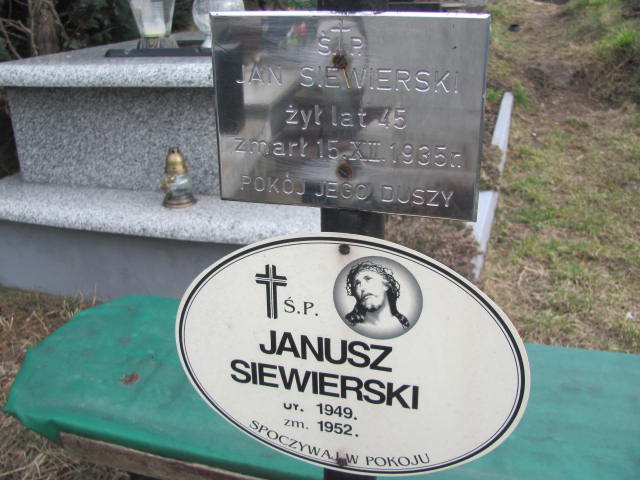 Ś.†P.
JAN SIEWIERSKI
żył lat 45
zmarł 15.XII.1935r.
POKÓJ JEGO DUSZY
Ś.P.
JANUSZ
SIEWIERSKI
ur. 1949.
zm. 1952.
SPOCZYWAJ W POKOJU